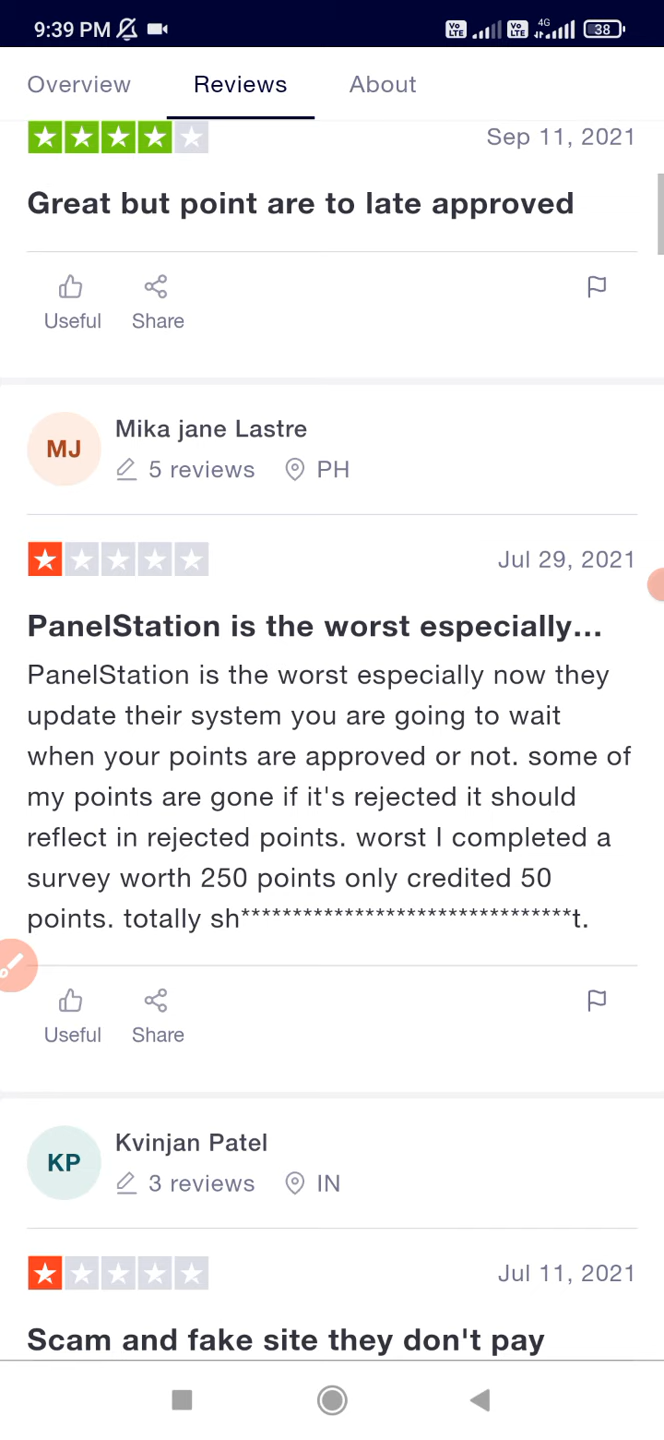 9:39 PM
Vo LTE Vo LTE 4G 38
Overview Reviews About
Sep 11, 2021
Great but point are to late approved
Useful Share
MJ
Mika jane Lastre
5 reviews PH
Jul 29, 2021
PanelStation is the worst especially...
PanelStation is the worst especially now they
update their system you are going to wait
when your points are approved or not. some of
my points are gone if it's rejected it should
reflect in rejected points. worst I completed a
survey worth 250 points only credited 50
points. totally sh********************************t.
Useful Share
KP
Kvinjan Patel
3 reviews IN
Jul 11, 2021
Scam and fake site they don't pay